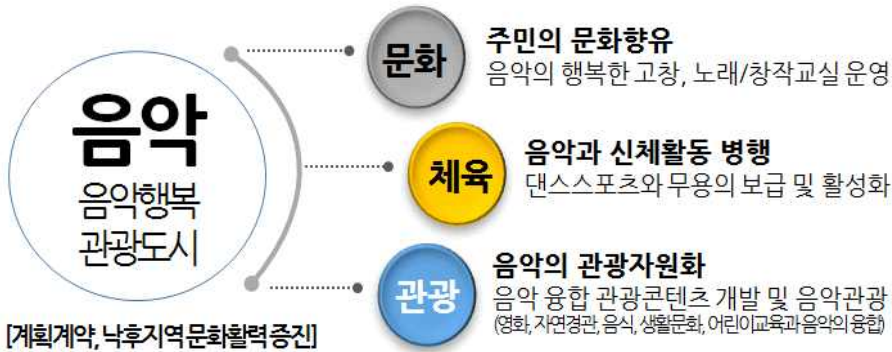 음악
음악행복
관광도시
[계획계약, 낙후지역 문화활력 증진]
문화
주민의 문화향유
음악의 행복한 고창, 노래/창작교실 운영
체육
음악과 신체활동 병행
댄스스포츠와 무용의 보급 및 활성화
관광
음악의 관광자원화
음악 융합 관광콘텐츠 개발 및 음악관광
(영화, 자연경관, 음식, 생활문화, 어린이교육과 음악의 융합)